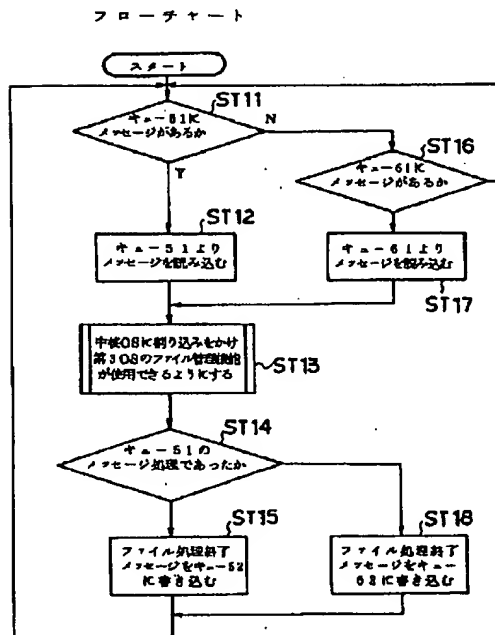 フローチャート
スタート
ST11
キュー51に
メッセージがあるか
N
Y
ST16
キュー61に
メッセージがあるか
ST12
キュー51より
メッセージを読み込む
キュー61より
メッセージを読み込む
ST17
中核OSに割り込みをかけ
第3OSのファイル管理機能
が使用できるようにする
ST13
ST14
キュー51の
メッセージ処理であったか
ST15
ファイル処理終了
メッセージをキュー52
に書き込む
ST18
ファイル処理終了
メッセージをキュー
62に書き込む